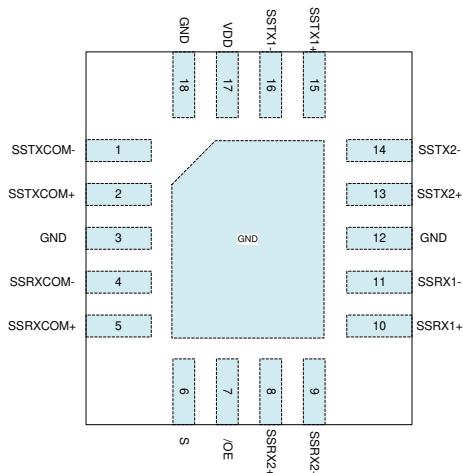 GND
VDD
SSTX1-
SSTX1+
18
17
16
15
SSTXCOM-
1
14
SSTX2-
SSTXCOM+
2
13
SSTX2+
GND
3
GND
12
GND
SSRXCOM-
4
11
SSRX1-
SSRXCOM+
5
10
SSRX1+
6
7
8
9
S
/OE
SSRX2+
SSRX2-